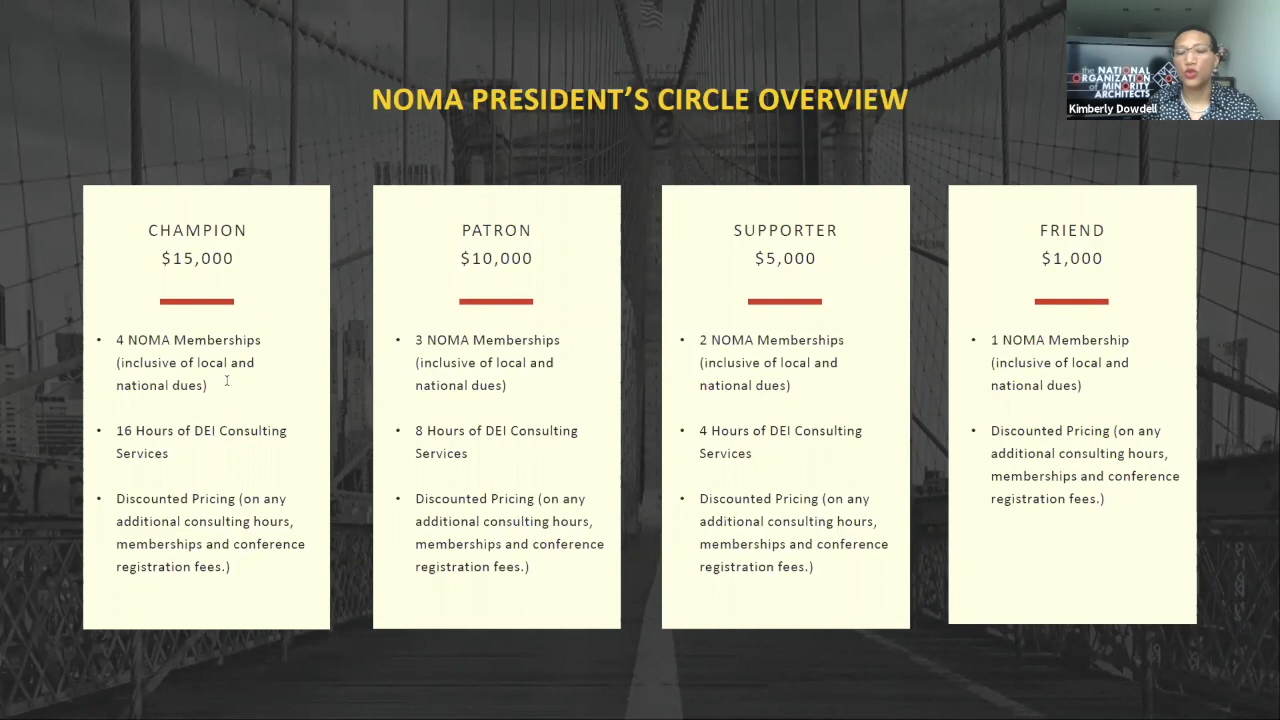 NOMA PRESIDENT’S CIRCLE OVERVIEW
the NATIONAL
ORGANIZATION
of MINORITY
ARCHITECTS
Kimberly Dowdell
CHAMPION
$15,000
• 4 NOMA Memberships
(inclusive of local and
national dues)
• 16 Hours of DEI Consulting
Services
• Discounted Pricing (on any
additional consulting hours,
memberships and conference
registration fees.)
PATRON
$10,000
• 3 NOMA Memberships
(inclusive of local and
national dues)
• 8 Hours of DEI Consulting
Services
• Discounted Pricing (on any
additional consulting hours,
memberships and conference
registration fees.)
SUPPORTER
$5,000
• 2 NOMA Memberships
(inclusive of local and
national dues)
• 4 Hours of DEI Consulting
Services
• Discounted Pricing (on any
additional consulting hours,
memberships and conference
registration fees.)
FRIEND
$1,000
• 1 NOMA Membership
(inclusive of local and
national dues)
• Discounted Pricing (on any
additional consulting hours,
memberships and conference
registration fees.)